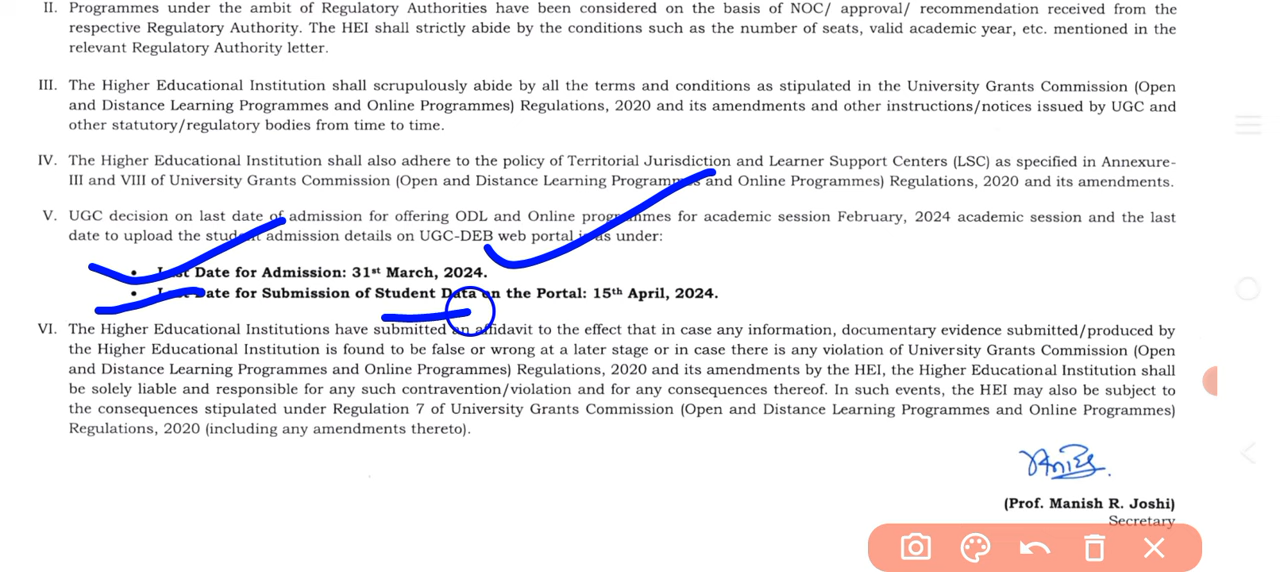 II. Programmes under the ambit of Regulatory Authorities have been considered on the basis of NOC/ approval/ recommendation received from the
respective Regulatory Authority. The HEI shall strictly abide by the conditions such as the number of seats, valid academic year, etc. mentioned in the
relevant Regulatory Authority letter.
III. The Higher Educational Institution shall scrupulously abide by all the terms and conditions as stipulated in the University Grants Commission (Open
and Distance Learning Programmes and Online Programmes) Regulations, 2020 and its amendments and other instructions/notices issued by UGC and
other statutory/regulatory bodies from time to time.
IV. The Higher Educational Institution shall also adhere to the policy of Territorial Jurisdiction and Learner Support Centers (LSC) as specified in Annexure-
III and VIII of University Grants Commission (Open and Distance Learning Programmes and Online Programmes) Regulations, 2020 and its amendments.
V. UGC decision on last date of admission for offering ODL and Online programmes for academic session February, 2024 academic session and the last
date to upload the student admission details on UGC-DEB web portal is as under:
• Last Date for Admission: 31st March, 2024.
• Last Date for Submission of Student Data on the Portal: 15th April, 2024.
VI. The Higher Educational Institutions have submitted an affidavit to the effect that in case any information, documentary evidence submitted/produced by
the Higher Educational Institution is found to be false or wrong at a later stage or in case there is any violation of University Grants Commission (Open
and Distance Learning Programmes and Online Programmes) Regulations, 2020 and its amendments by the HEI, the Higher Educational Institution shall
be solely liable and responsible for any such contravention/violation and for any consequences thereof. In such events, the HEI may also be subject to
the consequences stipulated under Regulation 7 of University Grants Commission (Open and Distance Learning Programmes and Online Programmes)
Regulations, 2020 (including any amendments thereto).
(Prof. Manish R. Joshi)
Secretary